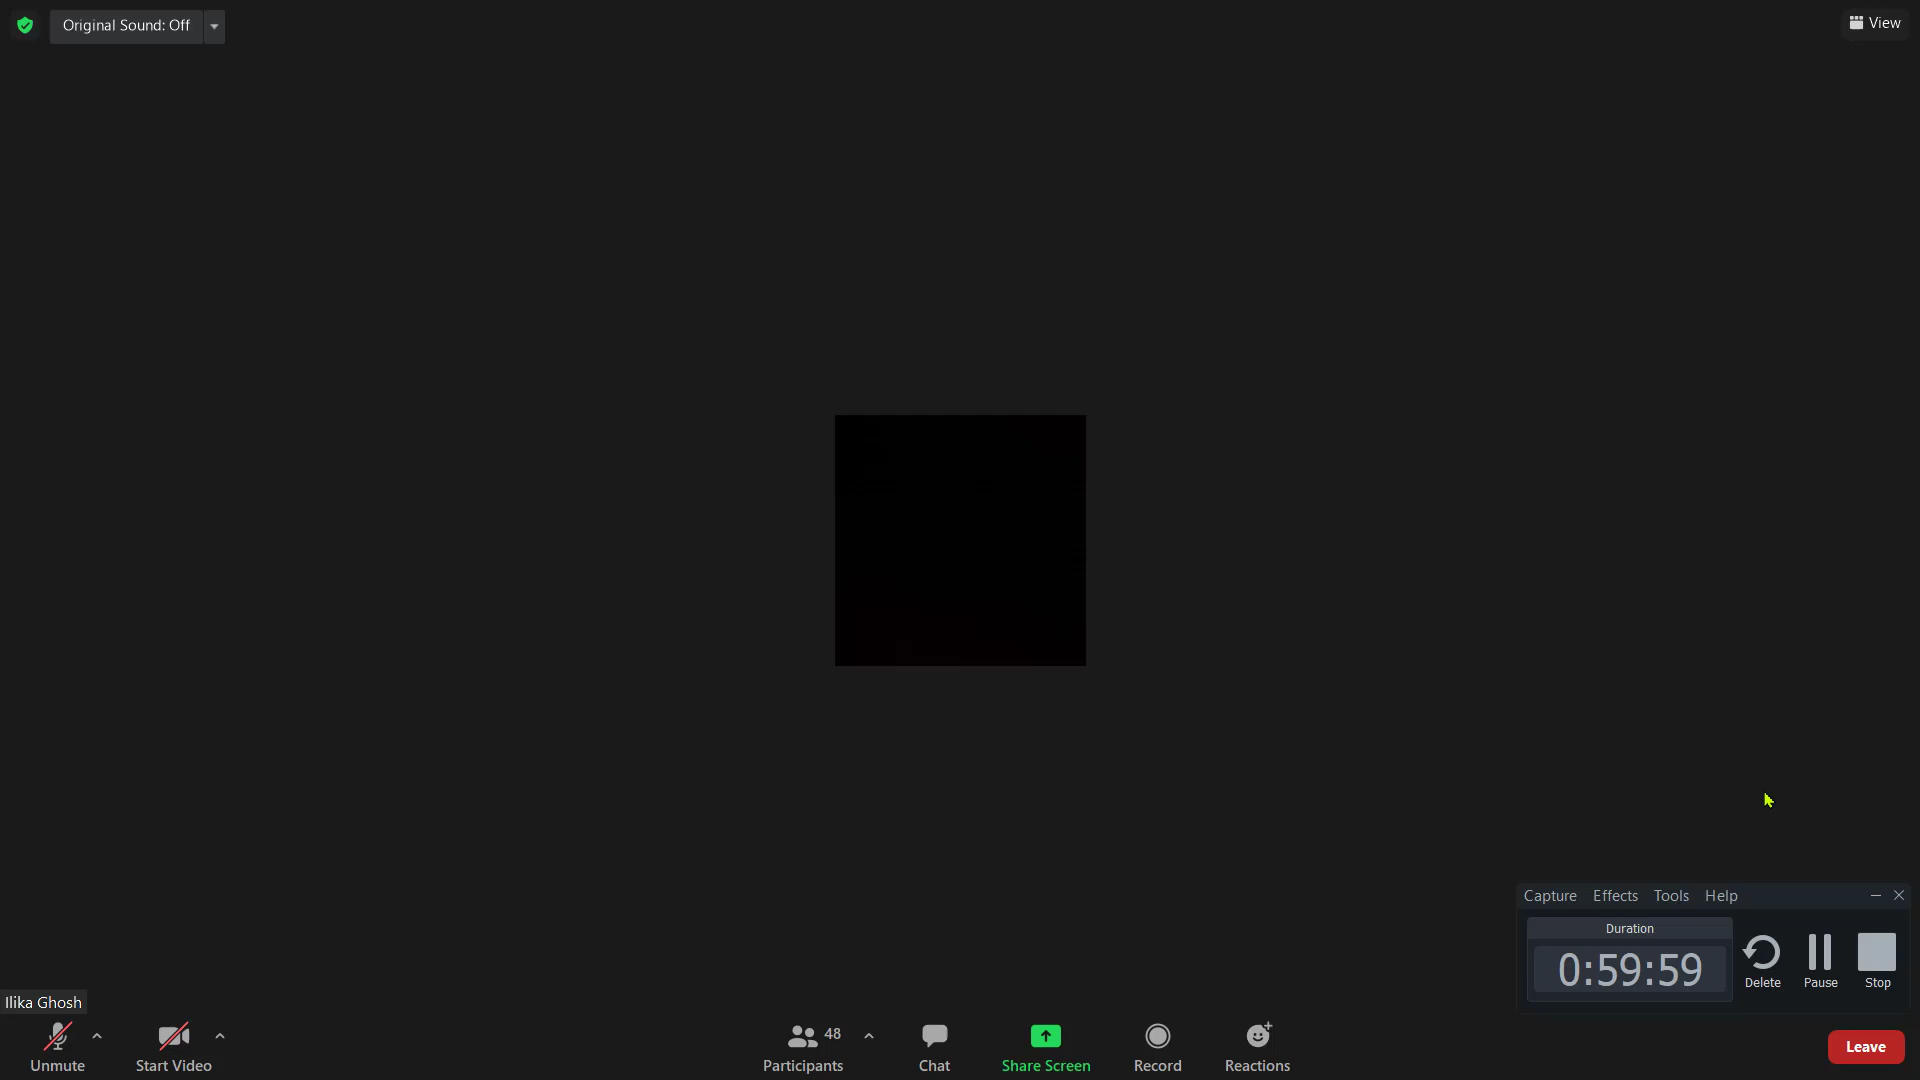 Original Sound: Off
View
Capture Effects Tools Help
Duration
0:59:59
Delete Pause Stop
Ilika Ghosh
48
Unmute Start Video Participants Chat Share Screen Record Reactions Leave